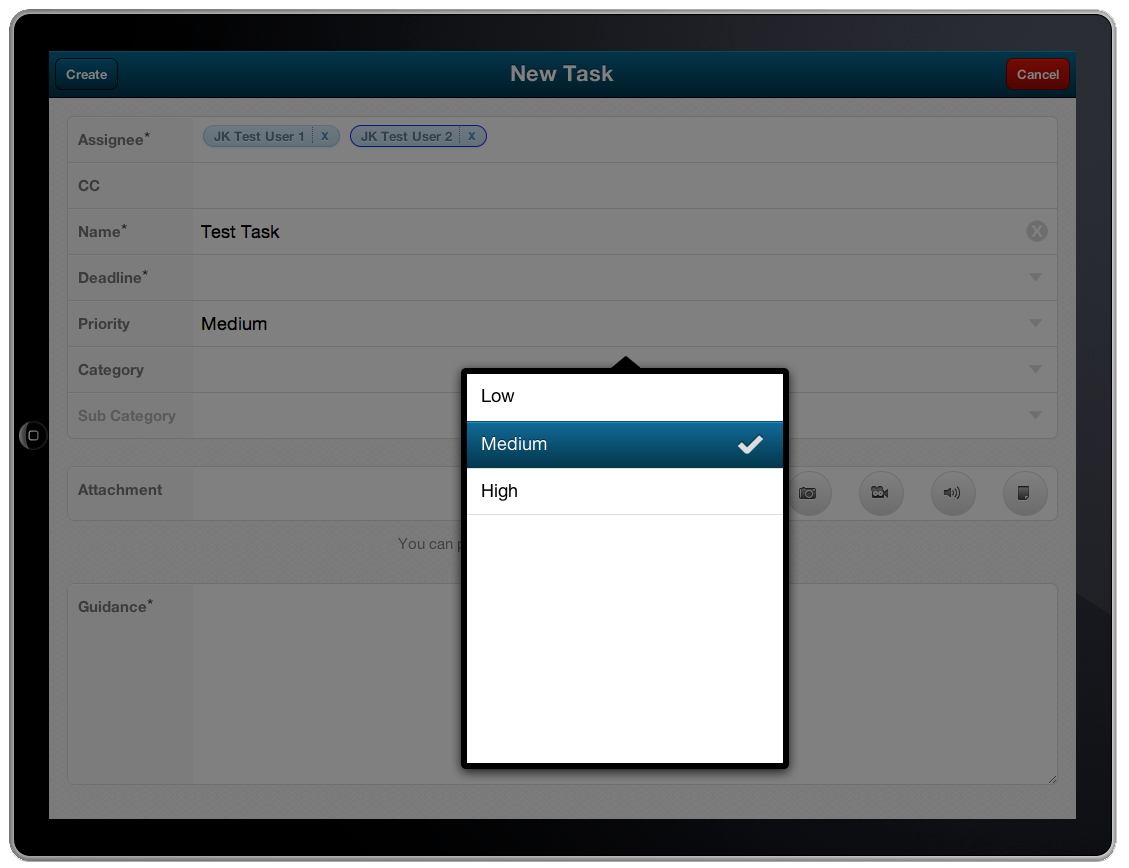 Create New Task Cancel
Assignee* JK Test User 1 x JK Test User 2 x
CC
Name* Test Task X
Deadline*
Priority Medium
Category
Low
Sub Category
Medium
High
Attachment
You can
Guidance*